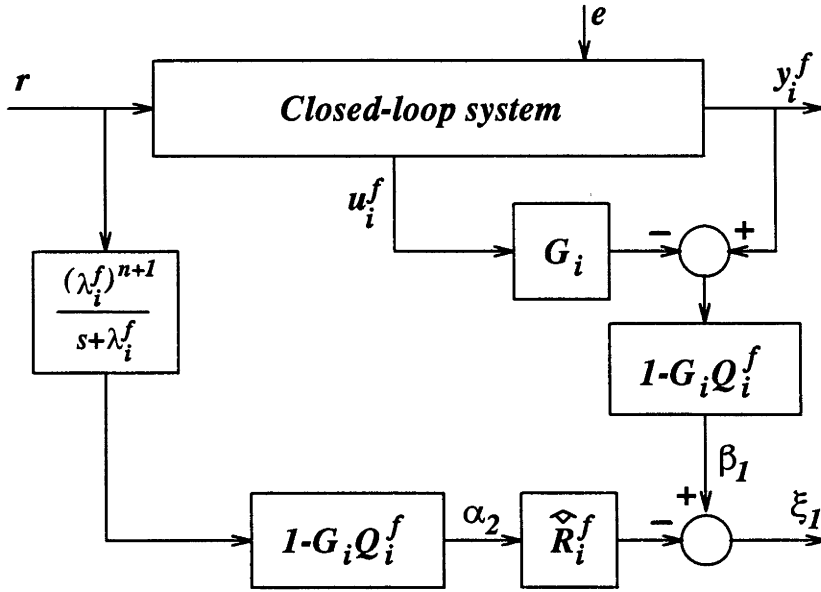 e
r
Closed-loop system
y_i^f
u_i^f
G_i
− +
(λ_i^f)^{n+1}
s+λ_i^f
1-G_iQ_i^f
β_1
+
1-G_iQ_i^f
α_2
R̂_i^f
−
ξ_1